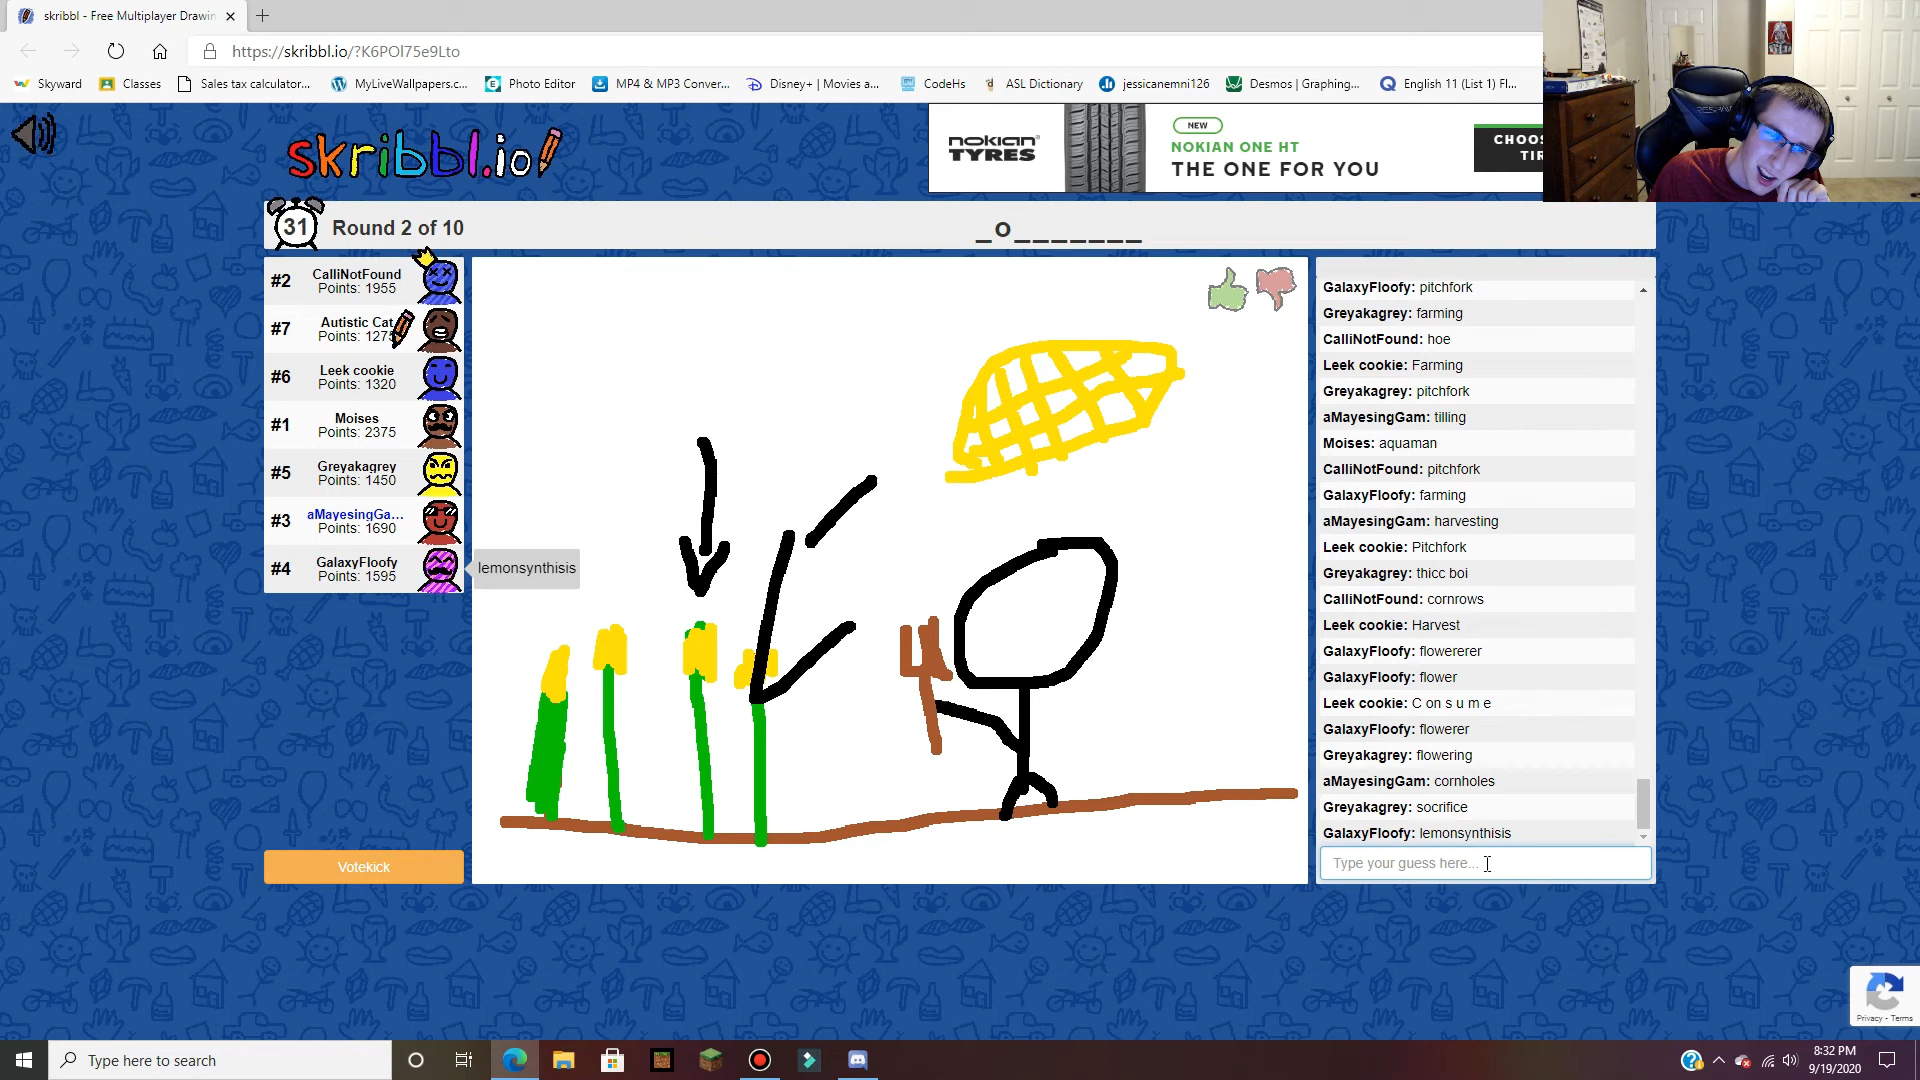 skribbl - Free Multiplayer Drawin
https://skribbl.io/?K6POl75e9Lto
Skyward
Classes
Sales tax calculator...
MyLiveWallpapers.c...
Photo Editor
MP4 & MP3 Conver...
Disney+ | Movies a...
CodeHs
ASL Dictionary
jessicanemni126
Desmos | Graphing...
English 11 (List 1) Fl...
skribbl.io
nokian
TYRES
NEW
NOKIAN ONE HT
THE ONE FOR YOU
CHOOS
TIR
31
Round 2 of 10
_o_______
#2
CalliNotFound
Points: 1955
#7
Autistic Cat
Points: 1275
#6
Leek cookie
Points: 1320
#1
Moises
Points: 2375
#5
Greyakagrey
Points: 1450
#3
aMayesingGa...
Points: 1690
#4
GalaxyFloofy
Points: 1595
lemonsynthisis
Votekick
GalaxyFloofy: pitchfork
Greyakagrey: farming
CalliNotFound: hoe
Leek cookie: Farming
Greyakagrey: pitchfork
aMayesingGam: tilling
Moises: aquaman
CalliNotFound: pitchfork
GalaxyFloofy: farming
aMayesingGam: harvesting
Leek cookie: Pitchfork
Greyakagrey: thicc boi
CalliNotFound: cornrows
Leek cookie: Harvest
GalaxyFloofy: flowererer
GalaxyFloofy: flower
Leek cookie: C on s u m e
GalaxyFloofy: flowerer
Greyakagrey: flowering
aMayesingGam: cornholes
Greyakagrey: socrifice
GalaxyFloofy: lemonsynthisis
Type your guess here...
Privacy - Terms
Type here to search
8:32 PM
9/19/2020